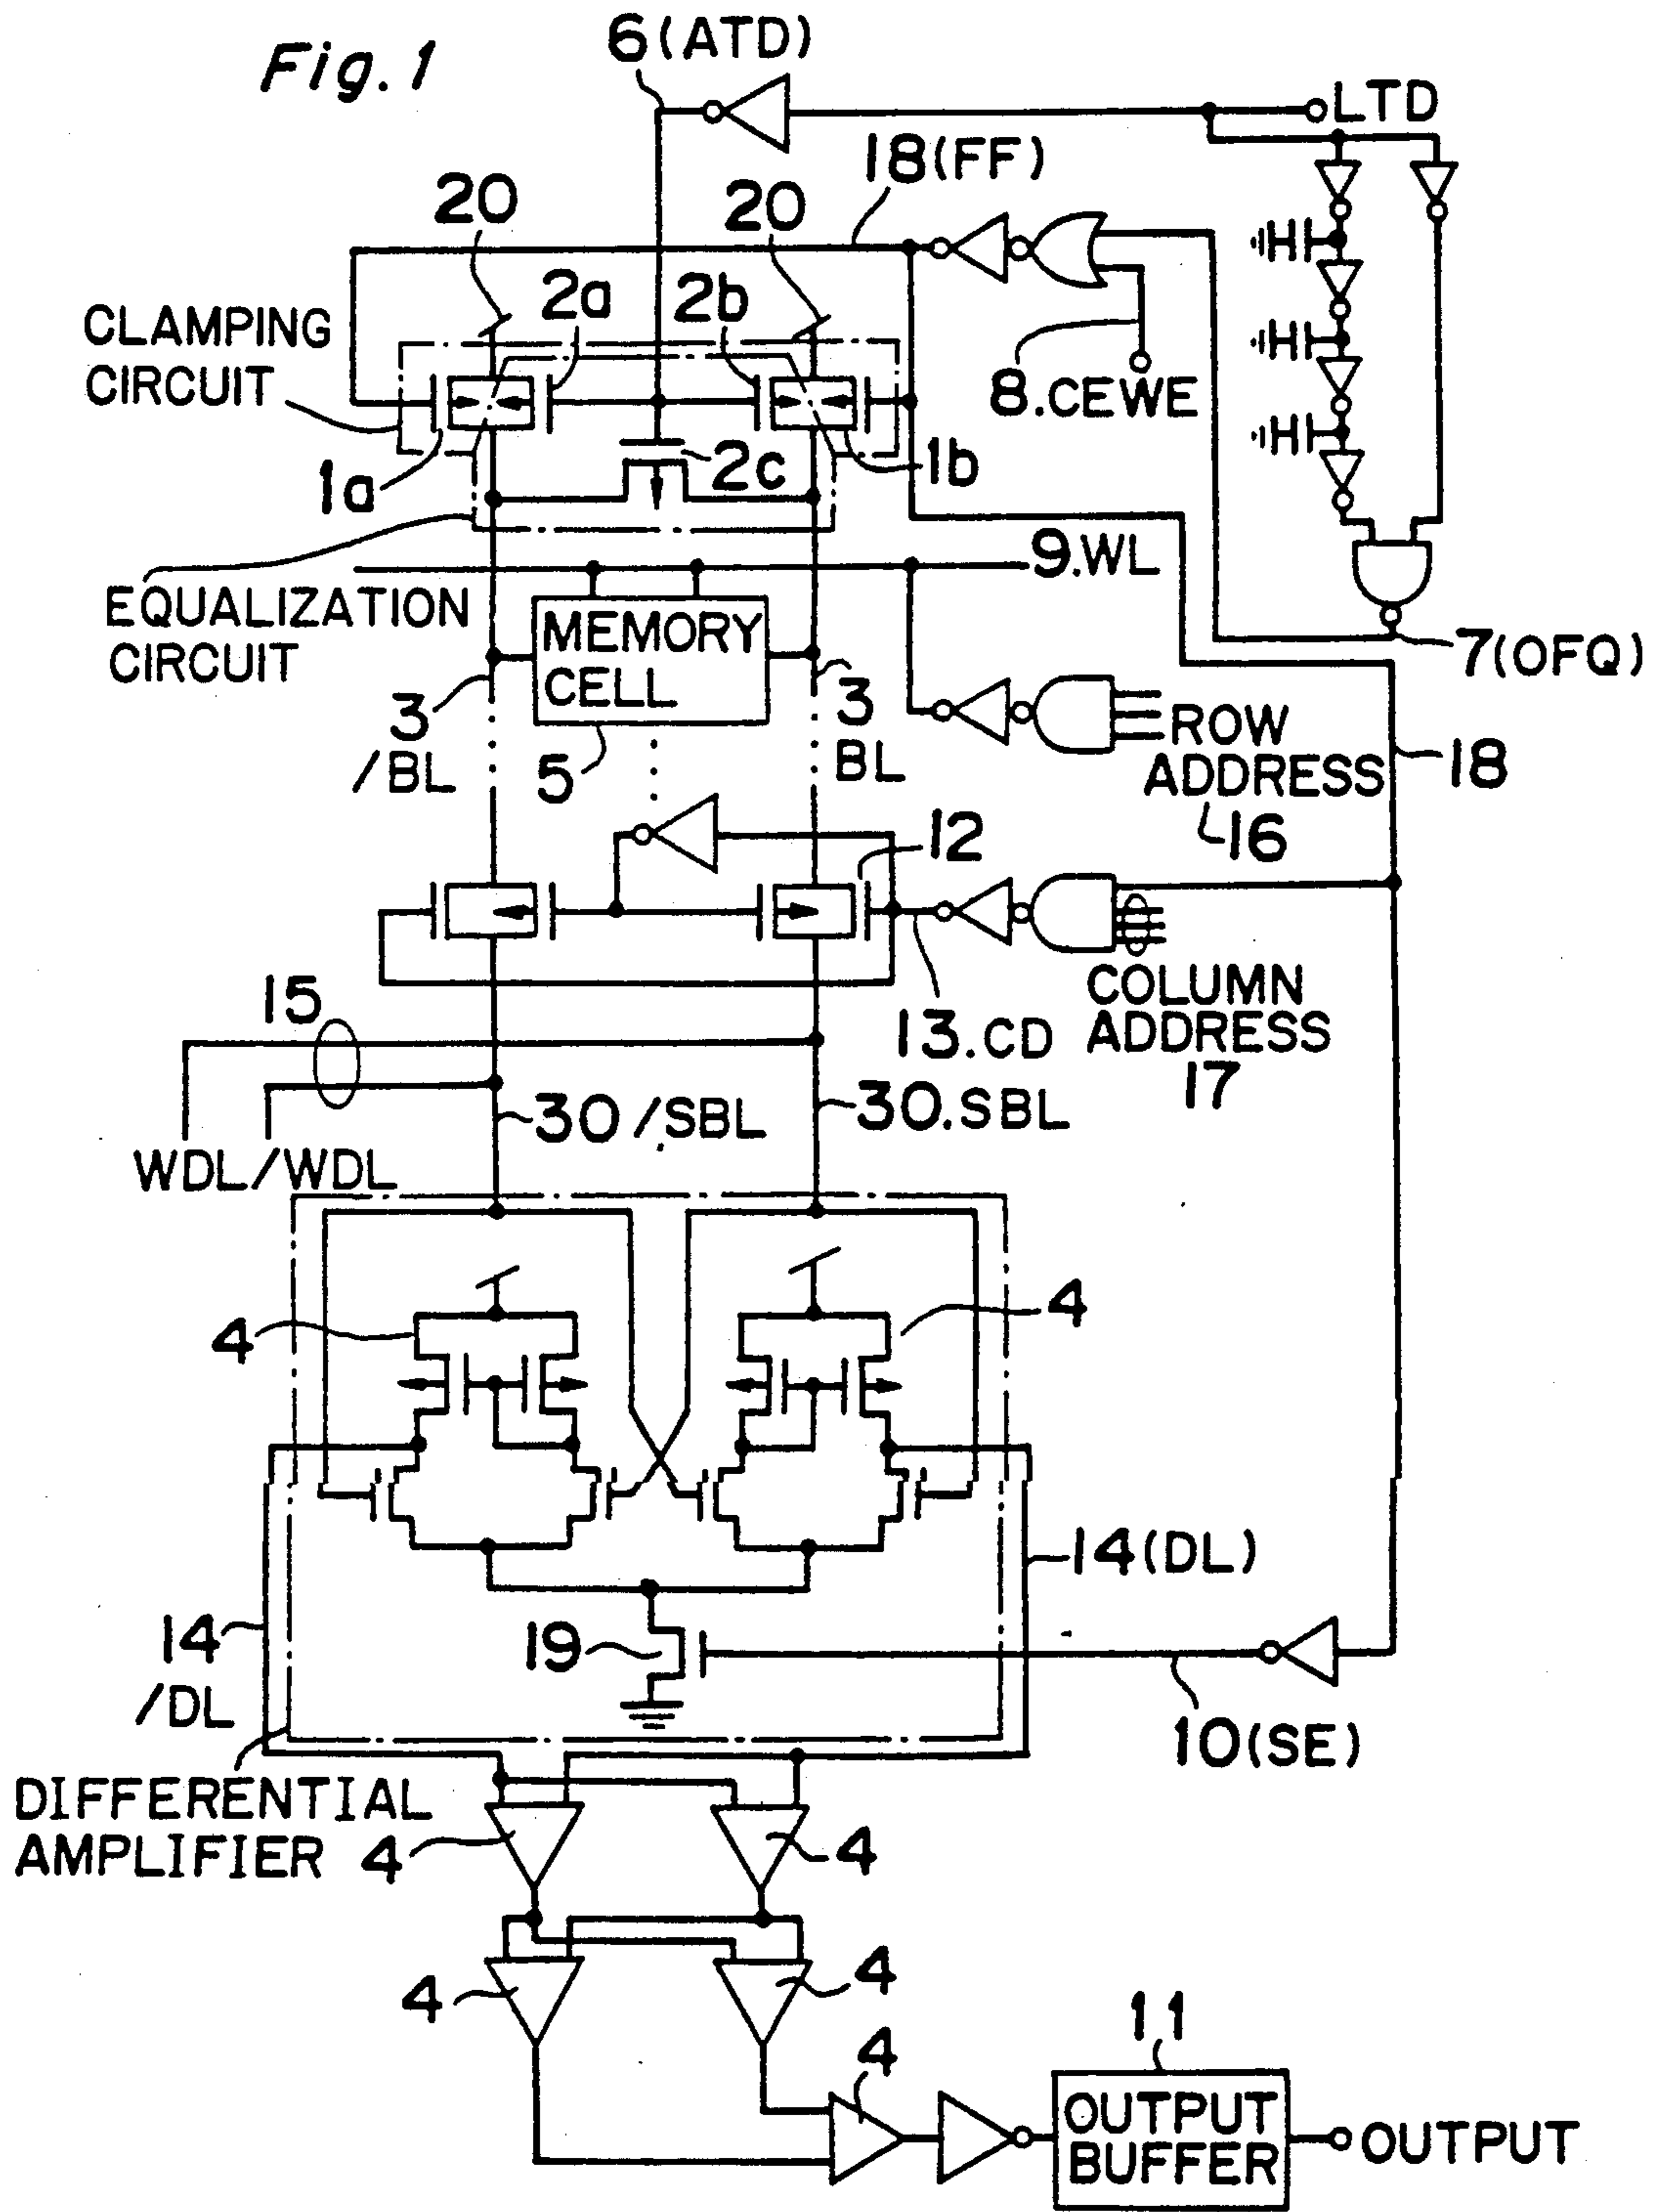 Fig. 1
6(ATD)
LTD
18(FF)
20
20
2a
2b
CLAMPING
CIRCUIT
8.CEWE
1a
2c
1b
9.WL
EQUALIZATION
CIRCUIT
MEMORY
CELL
7(OFQ)
3
/BL
5
3
BL
ROW
ADDRESS
16
18
12
15
13.CD
COLUMN
ADDRESS
17
30/SBL
30.SBL
WDL/WDL
4
4
14(DL)
14
/DL
19
10(SE)
DIFFERENTIAL
AMPLIFIER
4
4
4
4
4
11
OUTPUT
BUFFER
OUTPUT